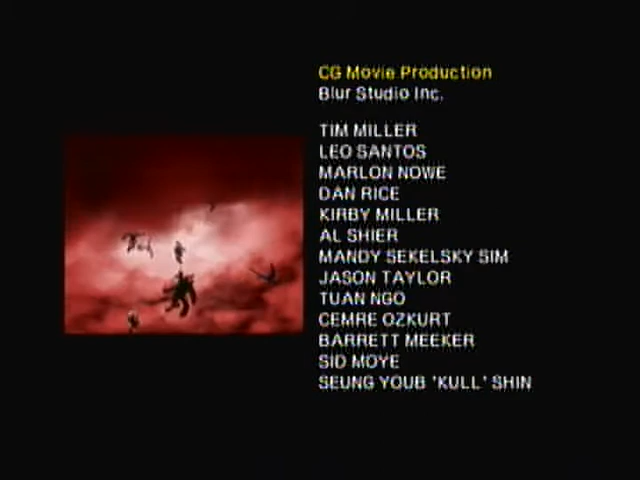 CG Movie Production
Blur Studio Inc.
TIM MILLER
LEO SANTOS
MARLON NOWE
DAN RICE
KIRBY MILLER
AL SHIER
MANDY SEKELSKY SIM
JASON TAYLOR
TUAN NGO
CEMRE OZKURT
BARRETT MEEKER
SID MOYE
SEUNG YOUB 'KULL' SHIN